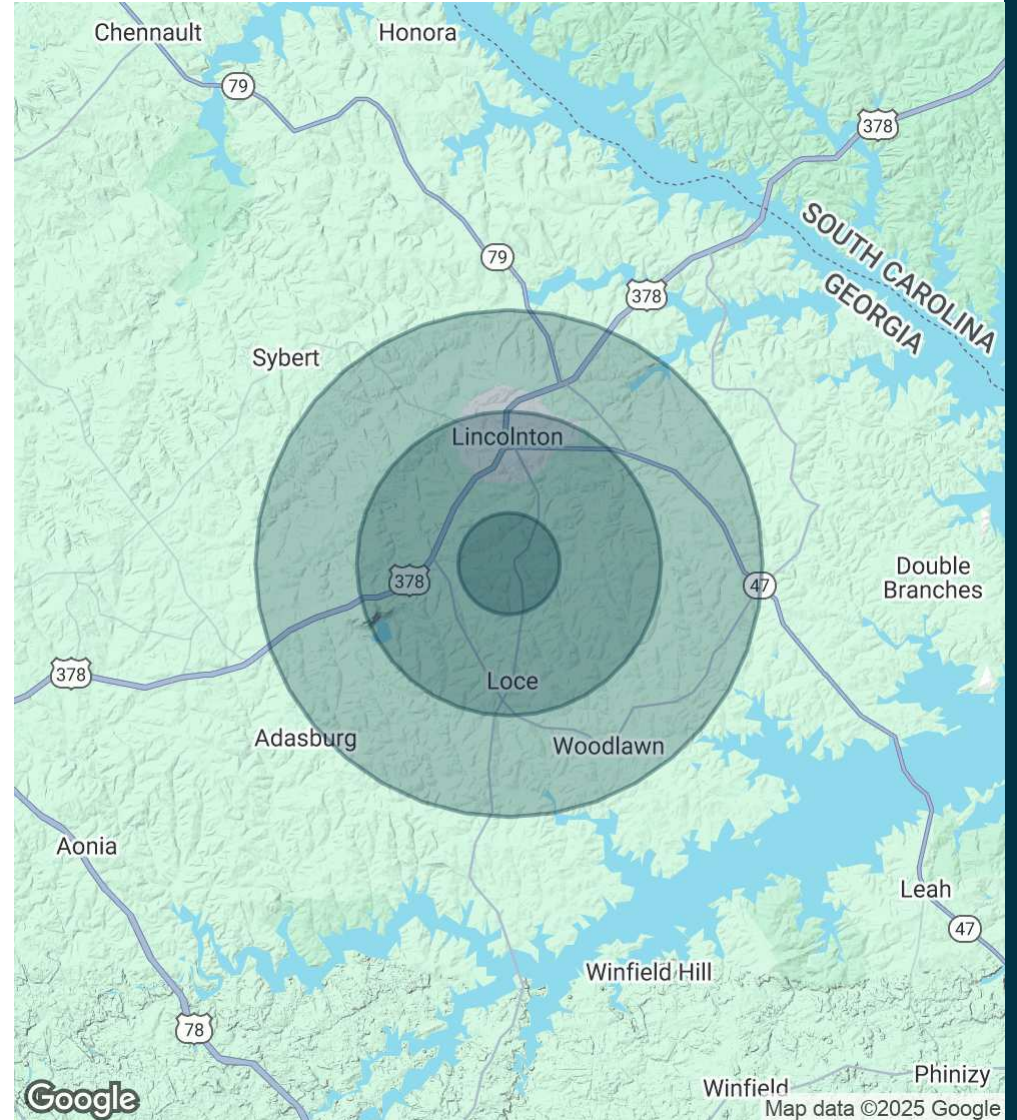 Chennault
Honora
79
378
SOUTH CAROLINA
GEORGIA
79
378
Sybert
Lincolnton
Double
Branches
378
47
378
Loce
Adasburg
Woodlawn
Aonia
Leah
47
Winfield Hill
78
Phinizy
Winfield
Google
Map data ©2025 Google